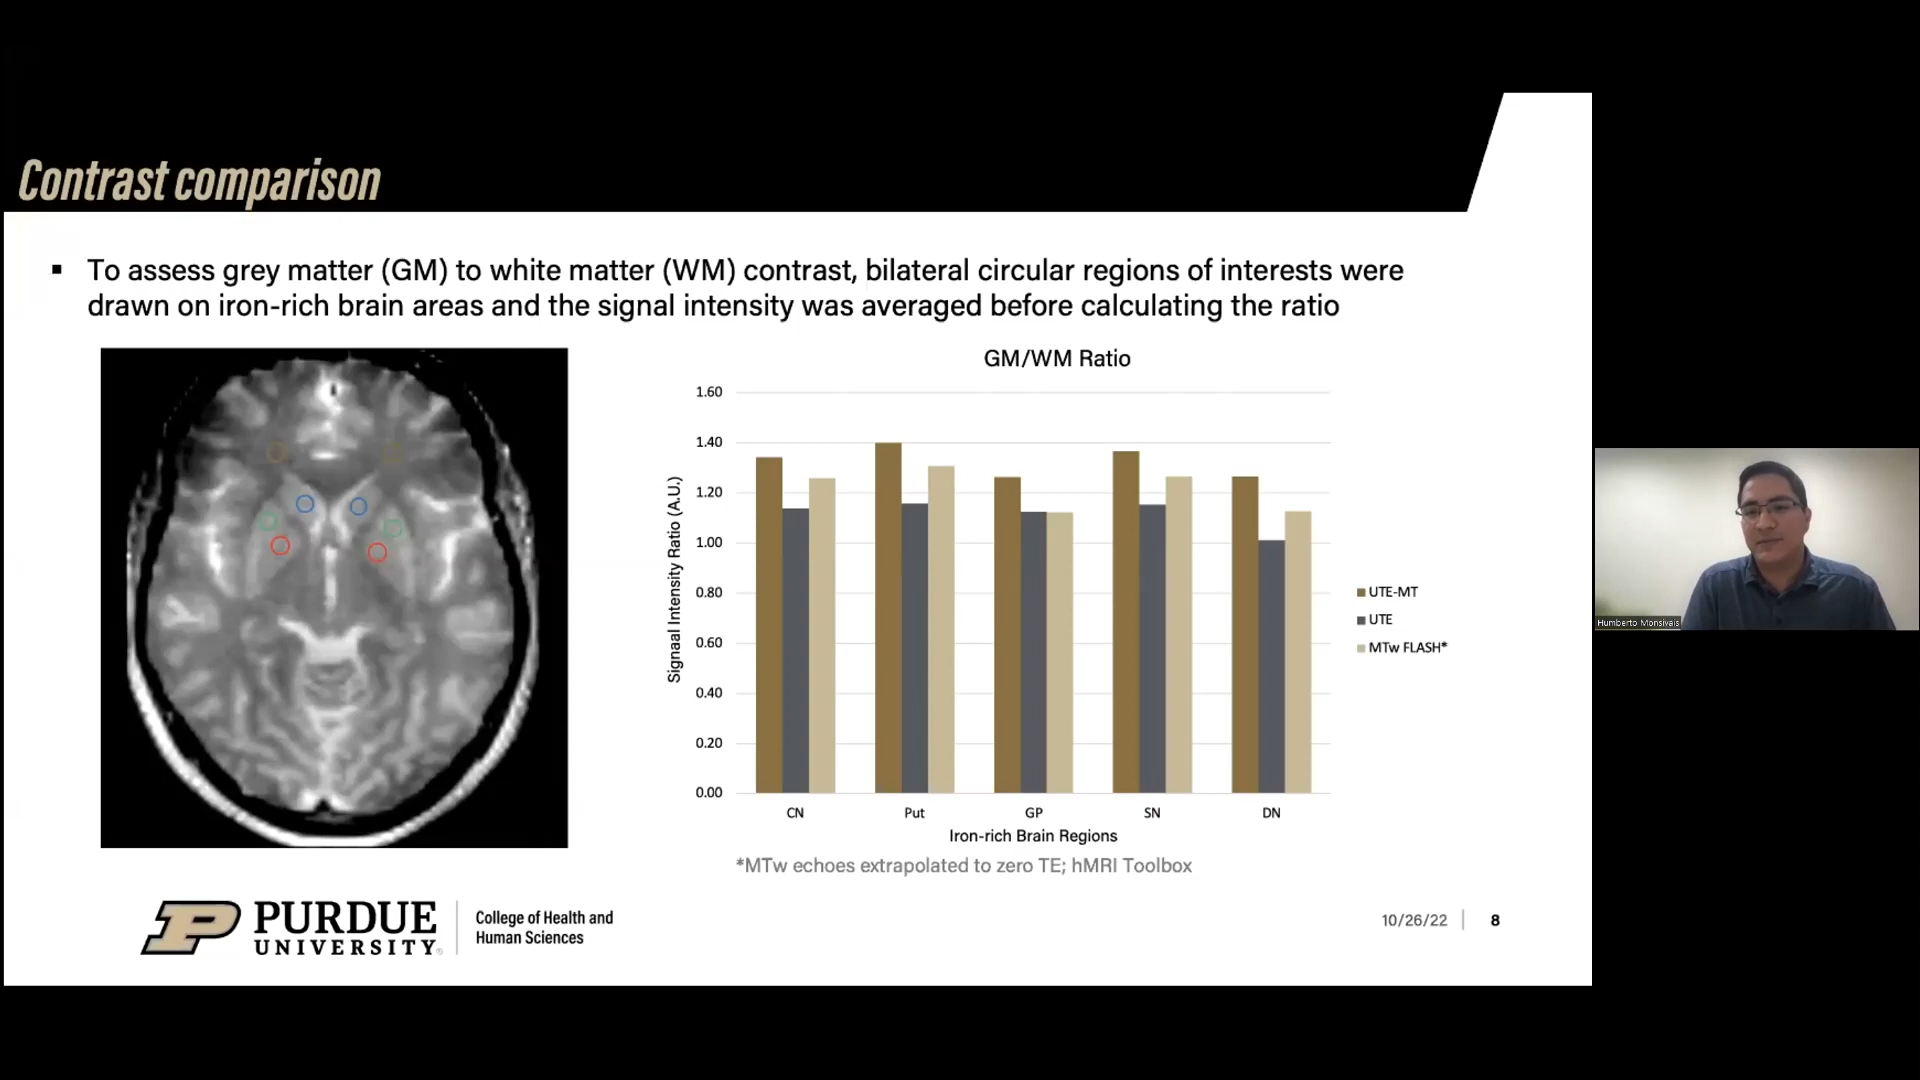 Contrast comparison
▪ To assess grey matter (GM) to white matter (WM) contrast, bilateral circular regions of interests were
drawn on iron-rich brain areas and the signal intensity was averaged before calculating the ratio
GM/WM Ratio
Signaal Intensity Ratio (A.U.)
1.60
1.40
1.20
1.00
0.80
0.60
0.40
0.20
0.00
CN Put GP SN DN
Iron-rich Brain Regions
UTE-MT
UTE
MTw FLASH*
*MTw echoes extrapolated to zero TE; hMRI Toolbox
Humberto Monsivais
PURDUE
UNIVERSITY®
College of Health and
Human Sciences
10/26/22 8